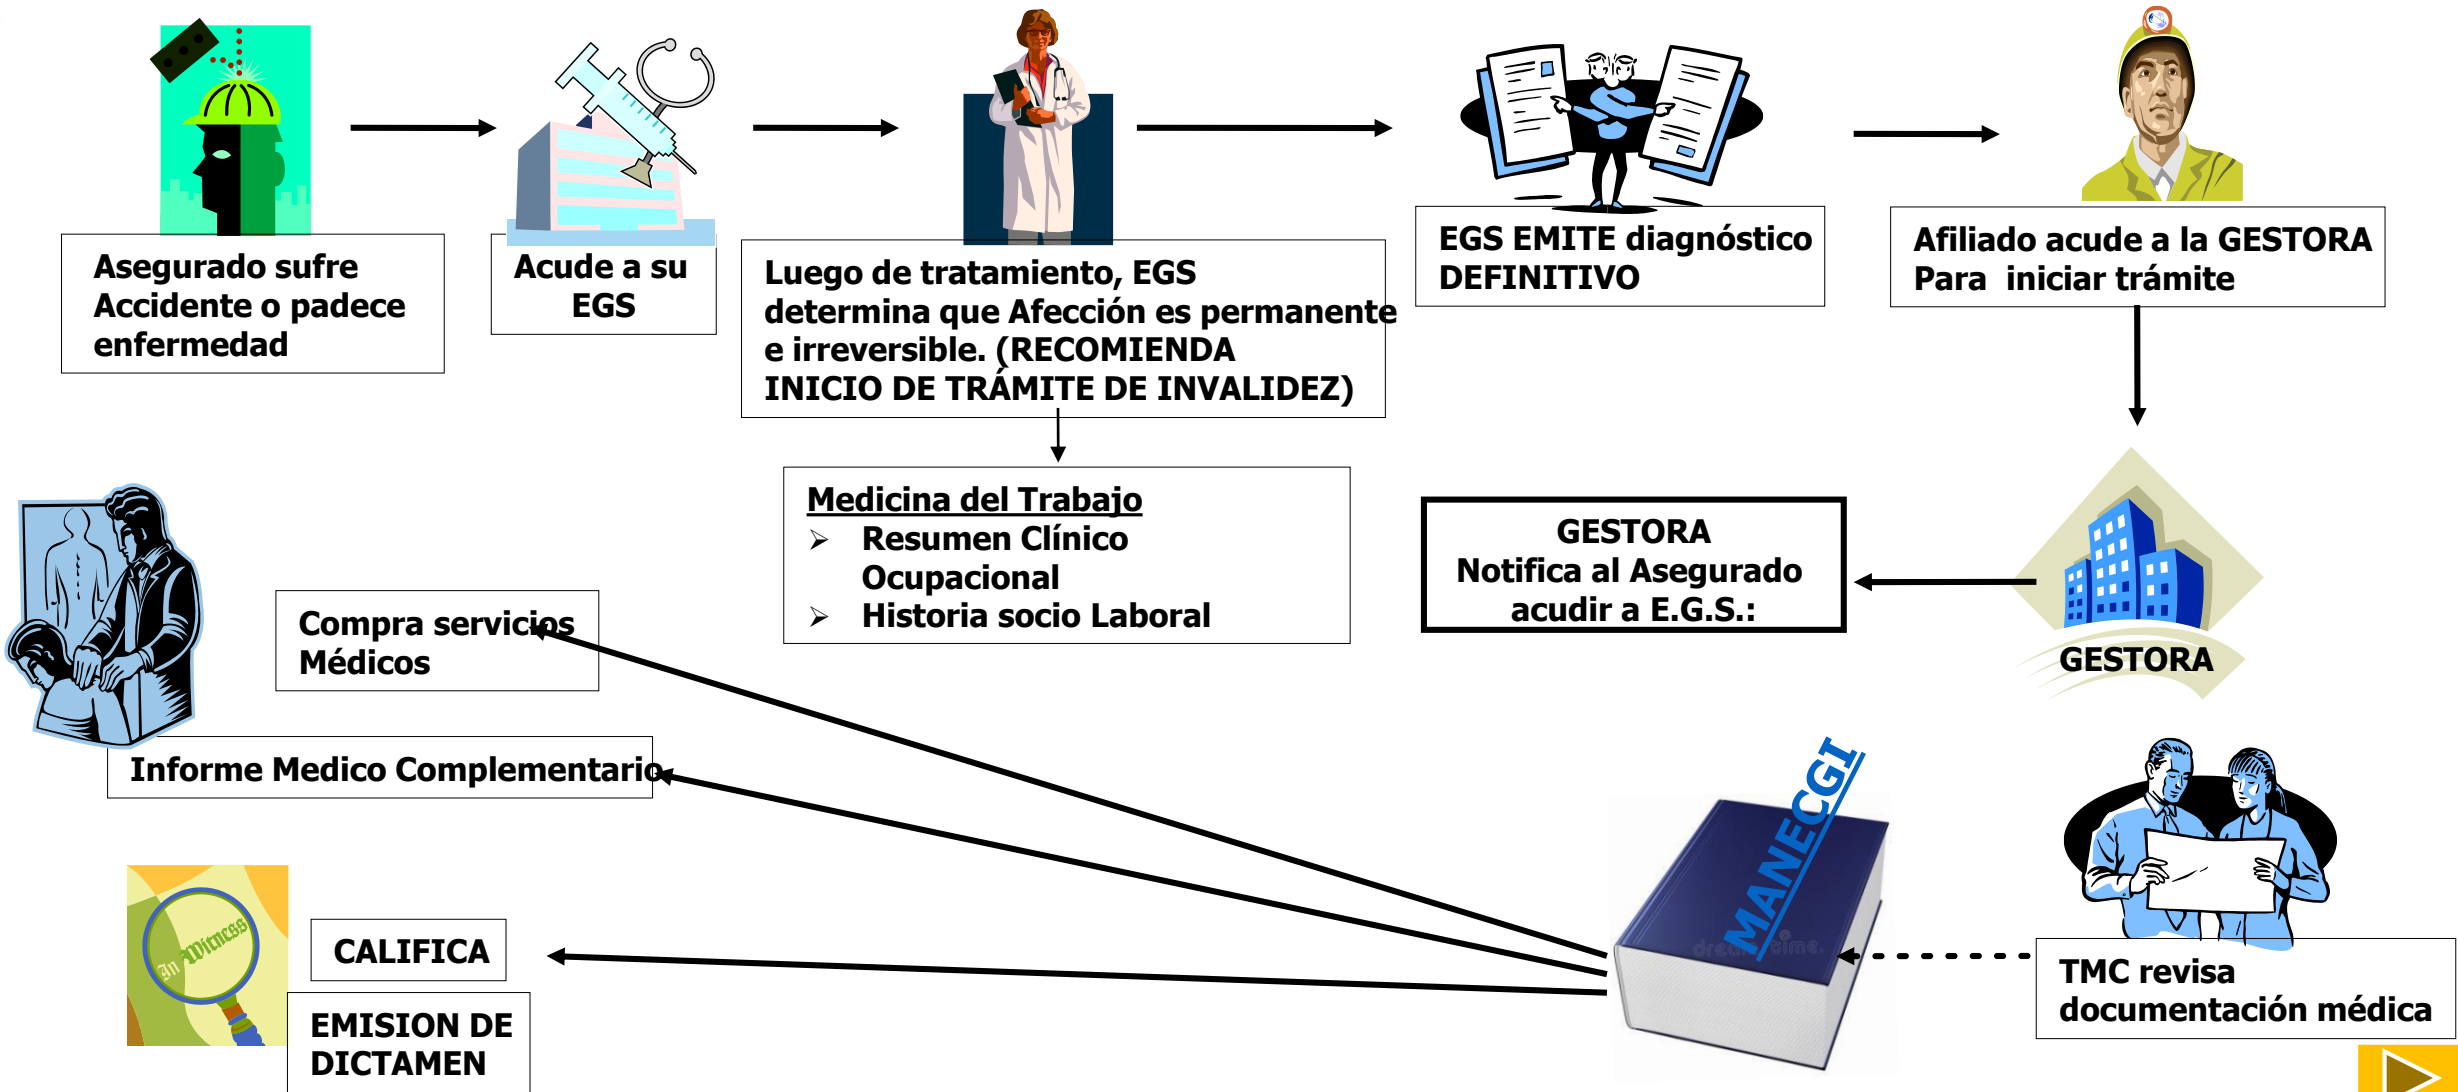 Asegurado sufre
Accidente o padece
enfermedad
Acude a su
EGS
Luego de tratamiento, EGS
determina que Afección es permanente
e irreversible. (RECOMIENDA
INICIO DE TRÁMITE DE INVALIDEZ)
EGS EMITE diagnóstico
DEFINITIVO
Afiliado acude a la GESTORA
Para  iniciar trámite
Medicina del Trabajo
➢ Resumen Clínico
Ocupacional
➢ Historia socio Laboral
GESTORA
Notifica al Asegurado
acudir a E.G.S.:
GESTORA
Compra servicios
Médicos
Informe Medico Complementario
MANECGI
TMC revisa
documentación médica
In Witness
CALIFICA
EMISION DE
DICTAMEN